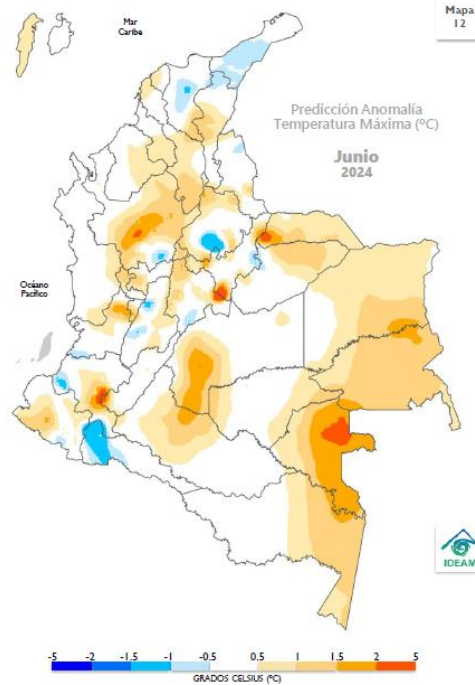 Mapa
12
Mar
Caribe
Predicción Anomalía
Temperatura Máxima (ºC)
Junio
2024
Océano
Pacífico
IDEAM
-5 -2 -1.5 -1 -0.5 0.5 1 1.5 2 5
GRADOS CELSIUS (ºC)